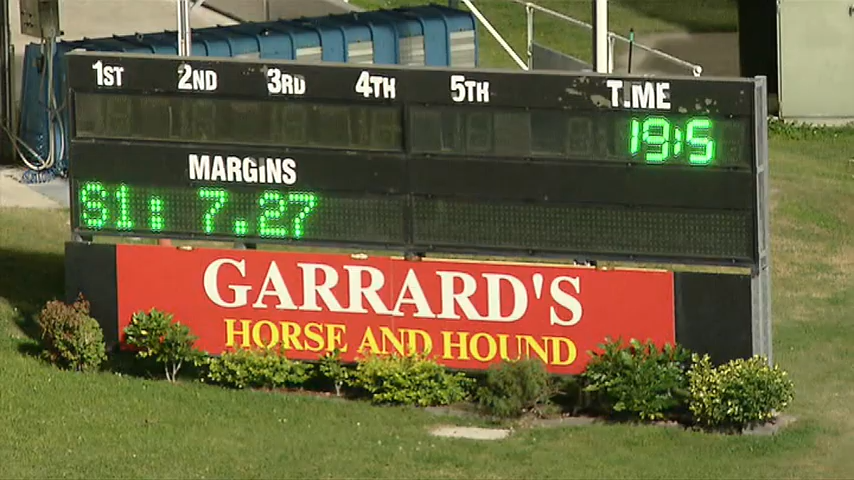 1ST 2ND 3RD 4TH 5TH TIME
19:5
MARGINS
S1: 7.27
GARRARD'S
HORSE AND HOUND